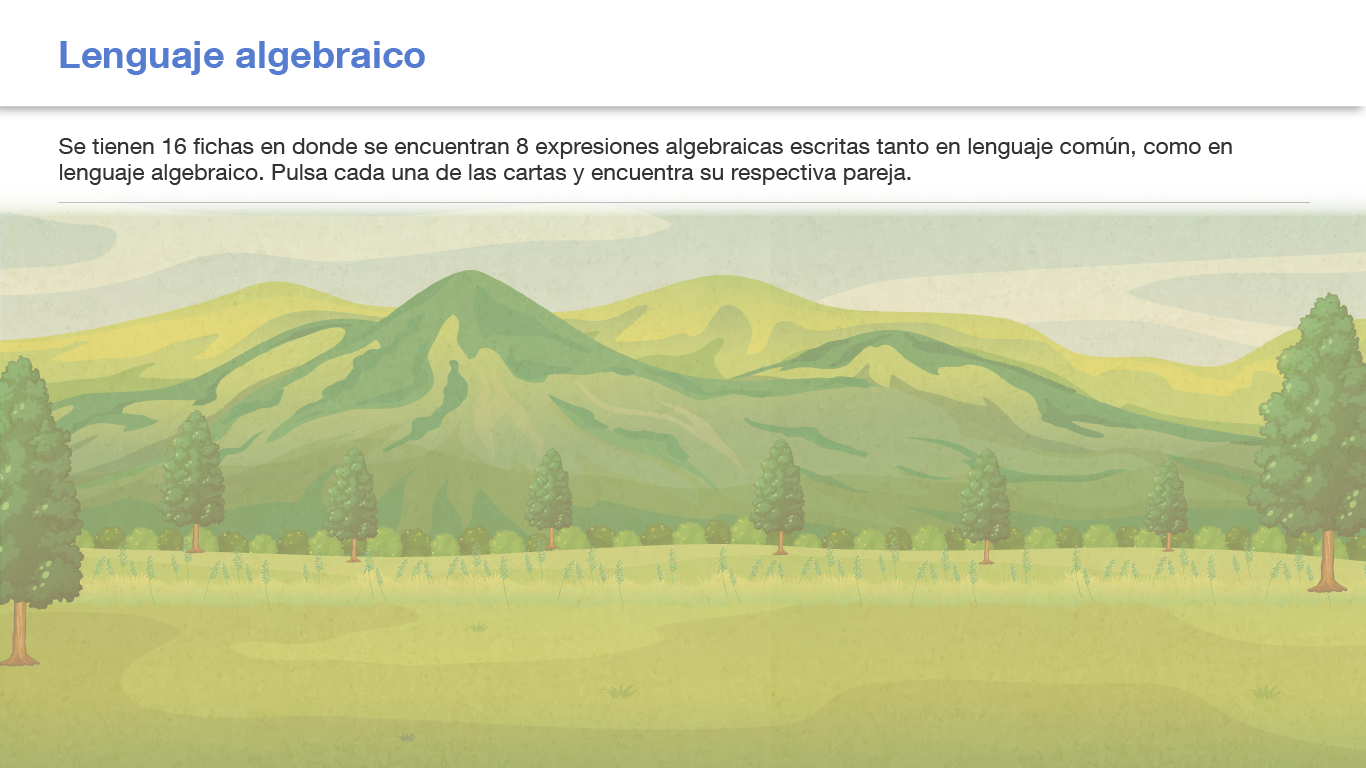 Lenguaje algebraico
Se tienen 16 fichas en donde se encuentran 8 expresiones algebraicas escritas tanto en lenguaje común, como en
lenguaje algebraico. Pulsa cada una de las cartas y encuentra su respectiva pareja.